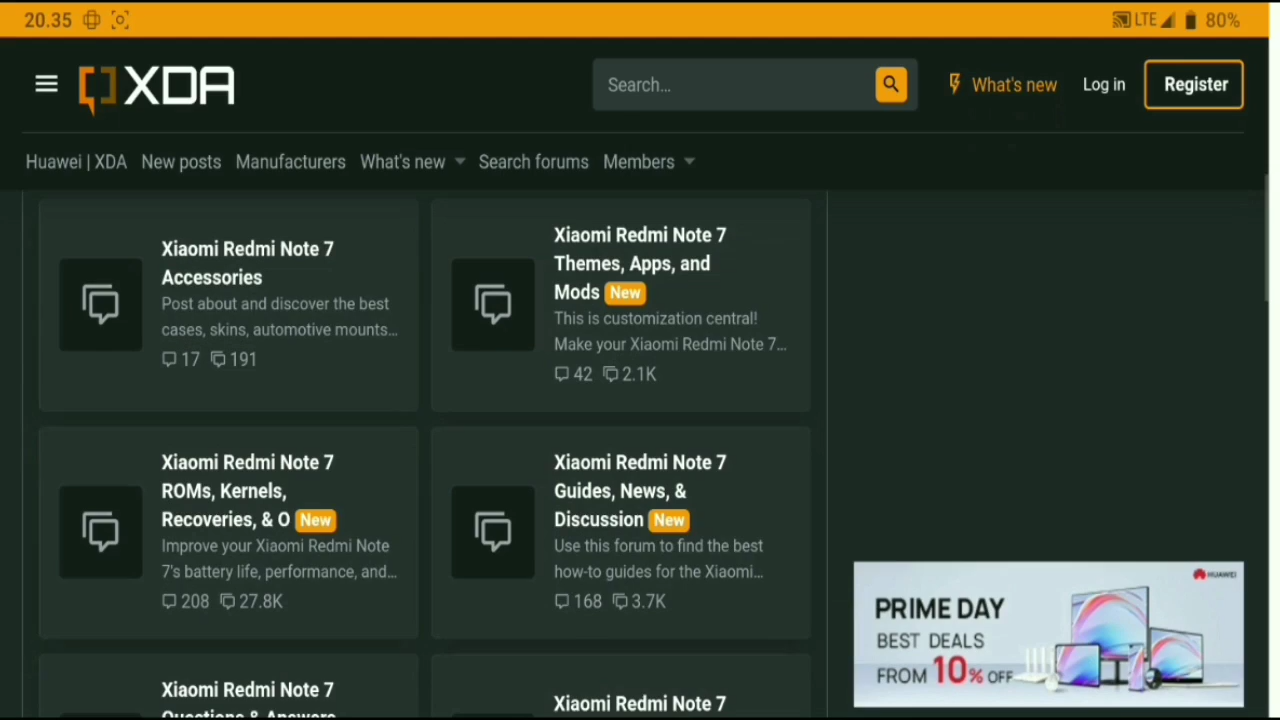 20.35
LTE 80%
XDA
Search...
What's new
Log in
Register
Huawei | XDA
New posts
Manufacturers
What's new
Search forums
Members
Xiaomi Redmi Note 7
Accessories
Post about and discover the best
cases, skins, automotive mounts...
17 191
Xiaomi Redmi Note 7
Themes, Apps, and
Mods New
This is customization central!
Make your Xiaomi Redmi Note 7...
42 2.1K
Xiaomi Redmi Note 7
ROMs, Kernels,
Recoveries, & O New
Improve your Xiaomi Redmi Note
7's battery life, performance, and...
208 27.8K
Xiaomi Redmi Note 7
Guides, News, &
Discussion New
Use this forum to find the best
how-to guides for the Xiaomi...
168 3.7K
HUAWEI
PRIME DAY
BEST DEALS
FROM 10% OFF
Xiaomi Redmi Note 7
Questions & Answers
Xiaomi Redmi Note 7